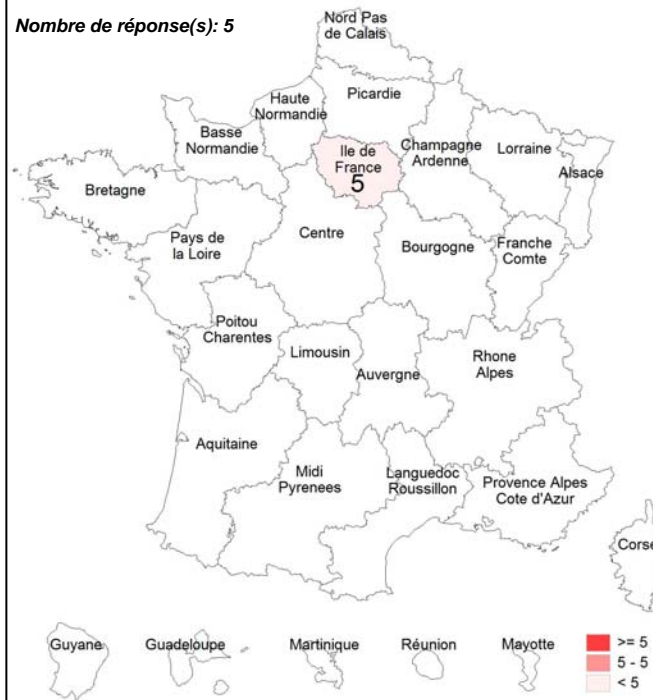 Nombre de réponse(s): 5
Nord Pas
de Calais
Picardie
Haute
Normandie
Basse
Normandie
Ile de
France
5
Champagne
Ardenne
Lorraine
Alsace
Bretagne
Pays de
la Loire
Centre
Bourgogne
Franche
Comte
Poitou
Charentes
Limousin
Auvergne
Rhone
Alpes
Aquitaine
Midi
Pyrenees
Languedoc
Roussillon
Provence Alpes
Cote d'Azur
Corse
Guyane
Guadeloupe
Martinique
Réunion
Mayotte
>= 5
5 - 5
< 5